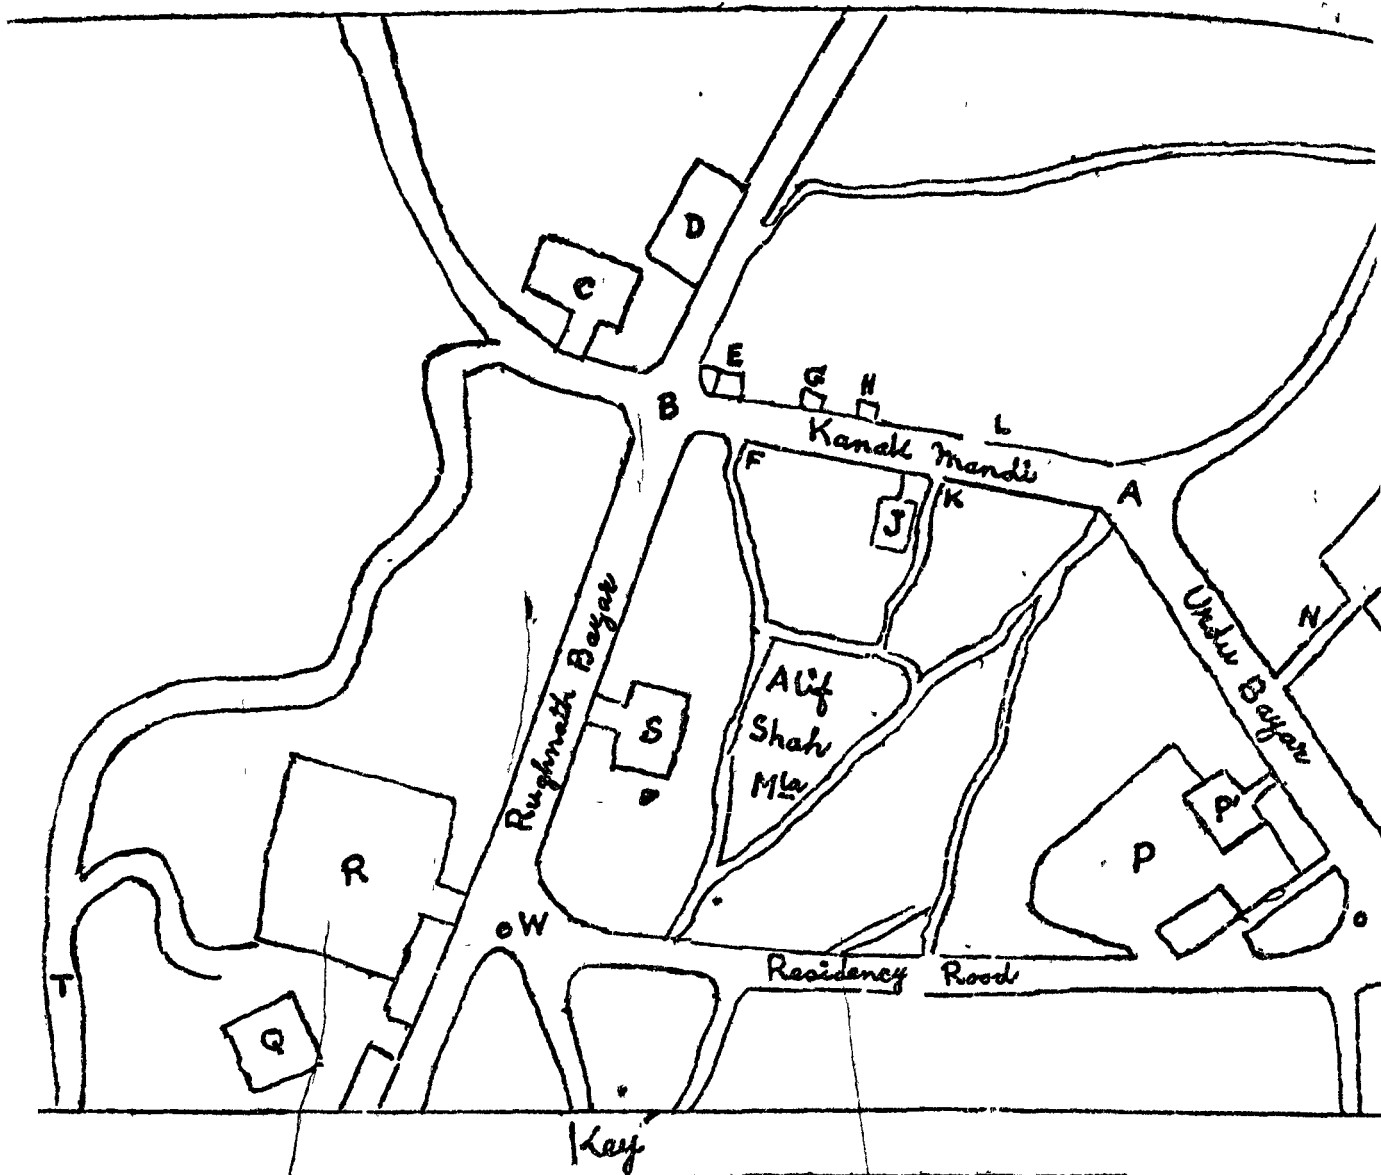 D
C
E
G
H
B
L
Kanak Mandi
F
A
K
J
N
Urdu Bazar
Rughnath Bazar
Alif
Shah
Mla
S
P
P
R
W
Residency Road
T
Q
Key